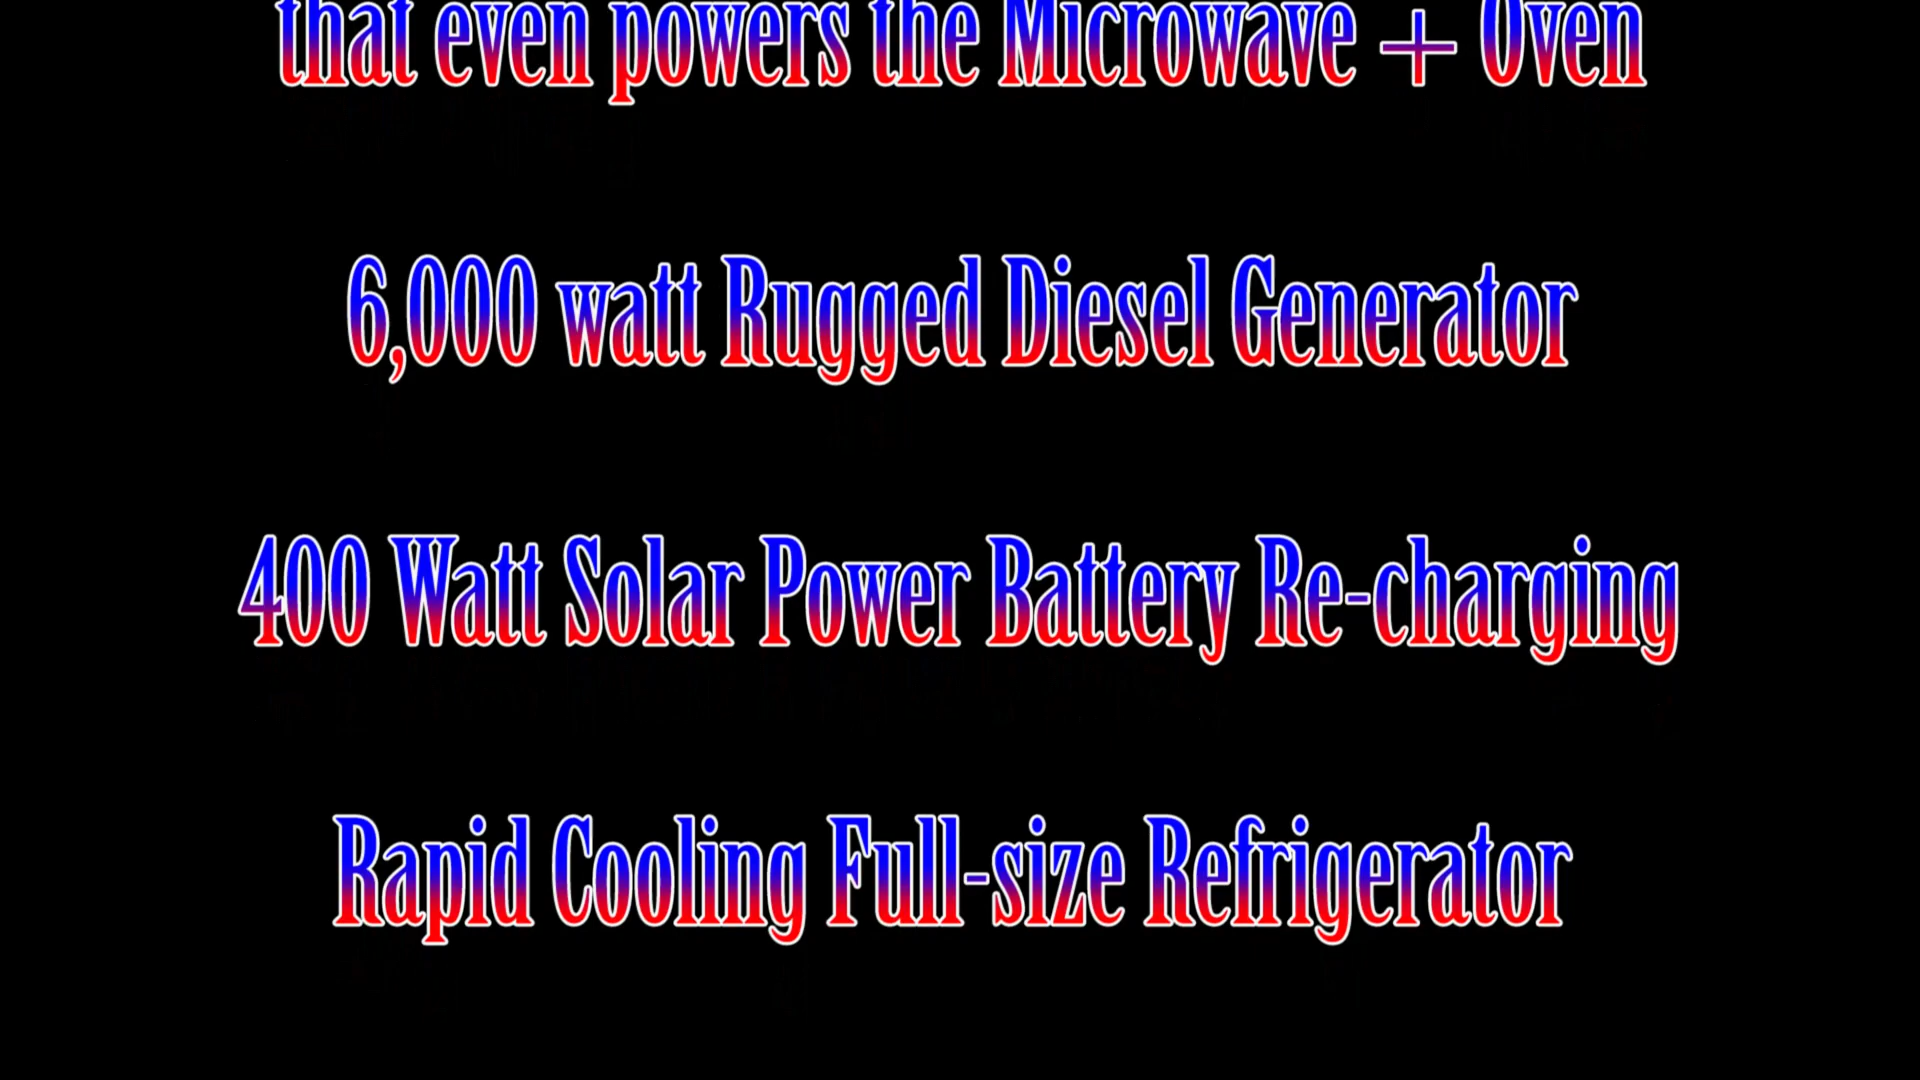 that even powers the Microwave + Oven
6,000 watt Rugged Diesel Generator
400 Watt Solar Power Battery Re-charging
Rapid Cooling Full-size Refrigerator